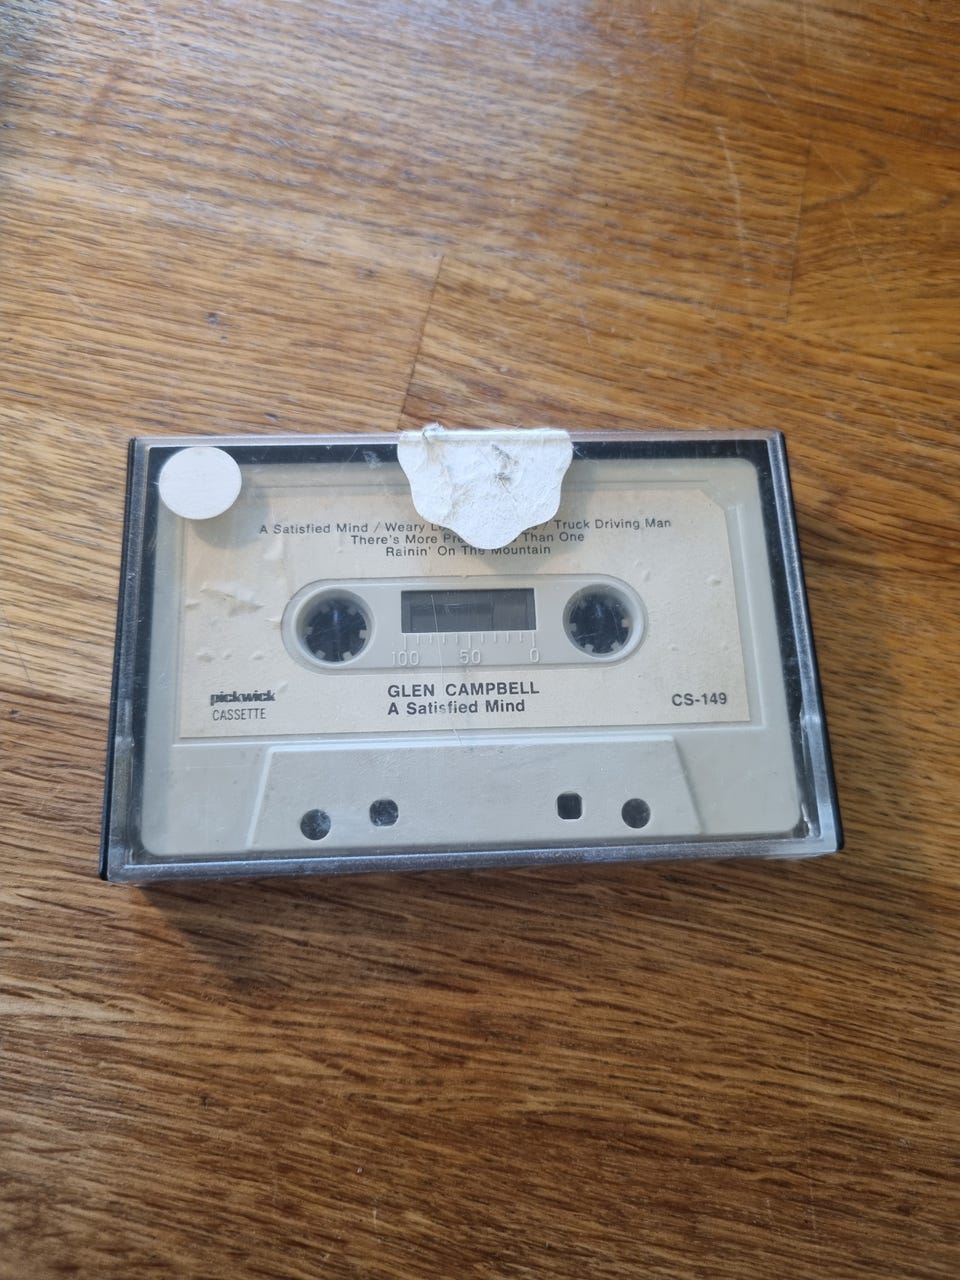 A Satisfied Mind / Weary / Truck Driving Man
There's More Than One
Rainin' On The Mountain
100 50 0
pickwick
CASSETTE
GLEN CAMPBELL
A Satisfied Mind
CS-149